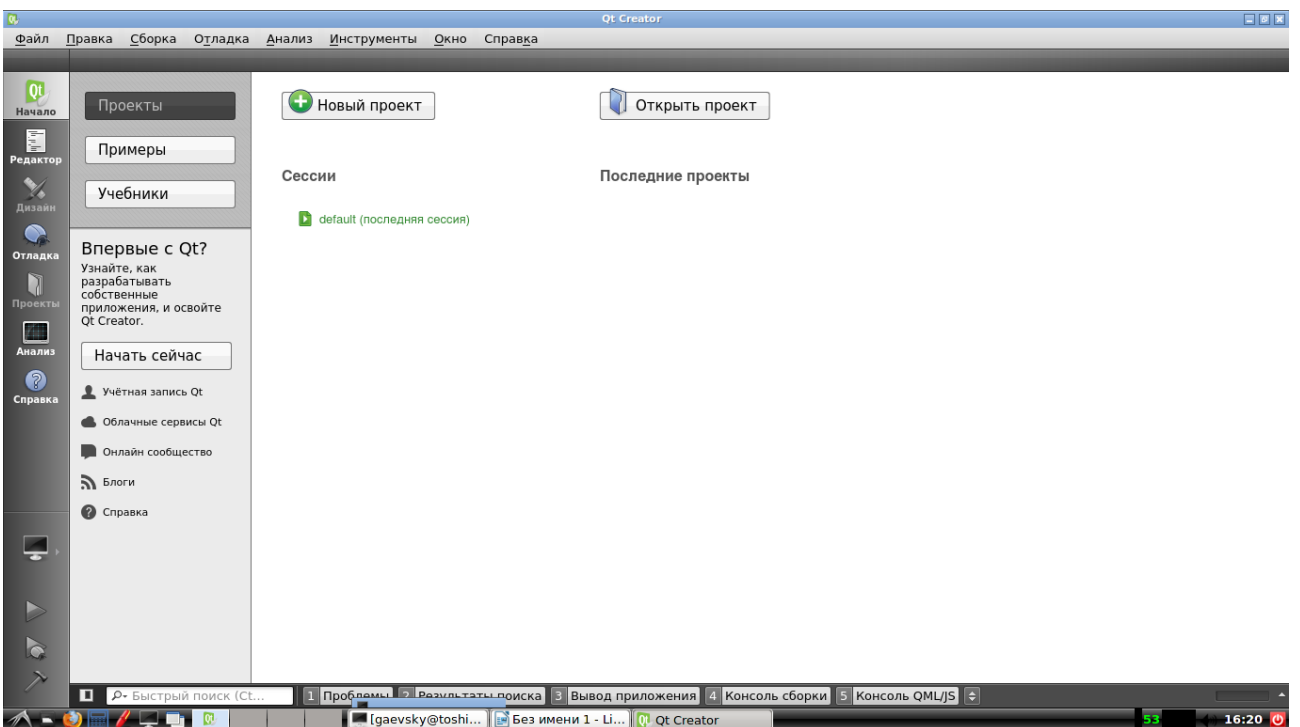 Qt Creator
Файл Правка Сборка Отладка Анализ Инструменты Окно Справка
Начало
Редактор
Дизайн
Отладка
Проекты
Анализ
Справка
Проекты
Примеры
Учебники
Впервые с Qt?
Узнайте, как
разрабатывать
собственные
приложения, и освойте
Qt Creator.
Начать сейчас
Учётная запись Qt
Облачные сервисы Qt
Онлайн сообщество
Блоги
Справка
Новый проект
Открыть проект
Сессии
Последние проекты
default (последняя сессия)
Быстрый поиск (Ct...
1 Проблемы 2 Результаты поиска 3 Вывод приложения 4 Консоль сборки 5 Консоль QML/JS
[gaevsky@toshi... Без имени 1 - Li... Qt Creator
53 16:20